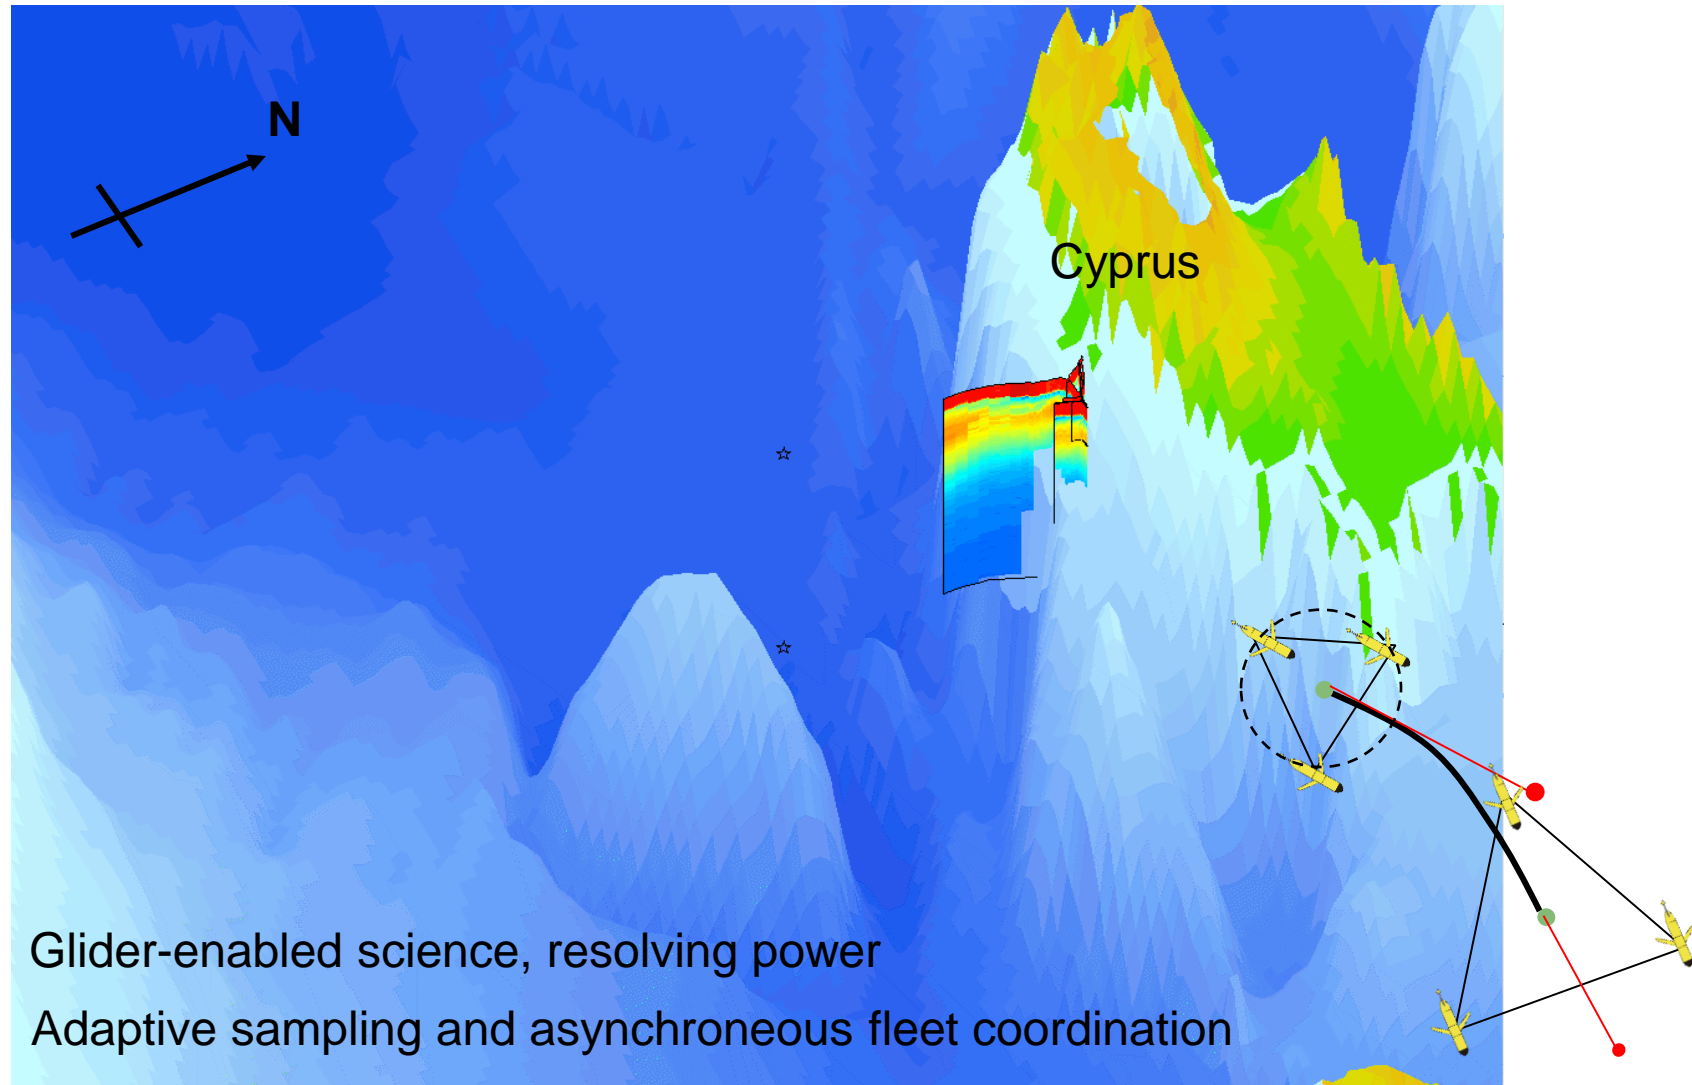 N
Cyprus
Glider-enabled science, resolving power
Adaptive sampling and asynchroneous fleet coordination